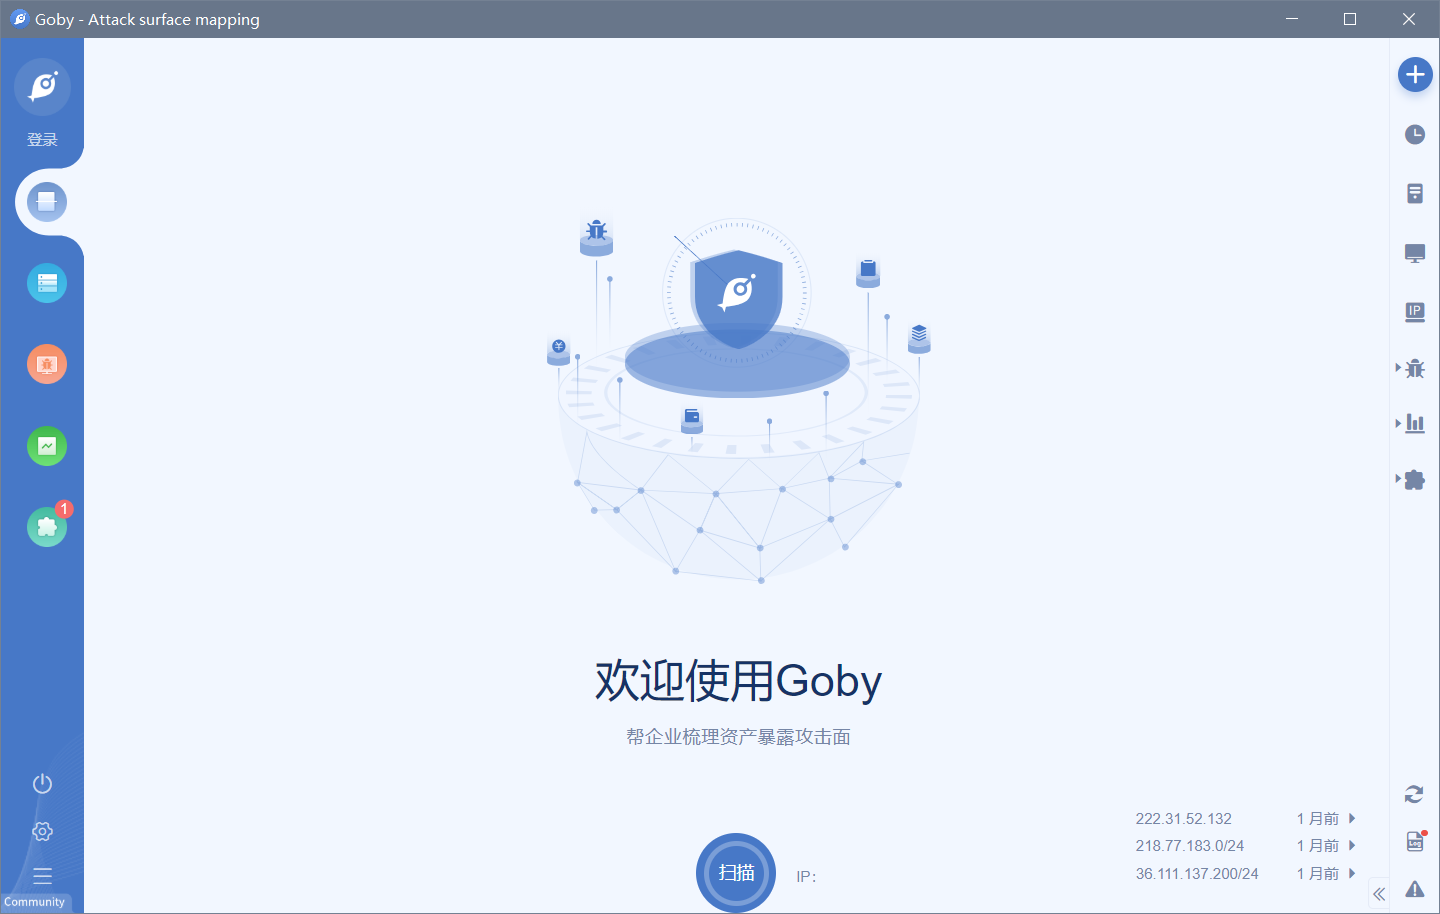 Goby - Attack surface mapping
登录
1
IP
¥
欢迎使用Goby
帮企业梳理资产暴露攻击面
222.31.52.132 1 月前
218.77.183.0/24 1 月前
36.111.137.200/24 1 月前
扫描
IP:
Log
Community